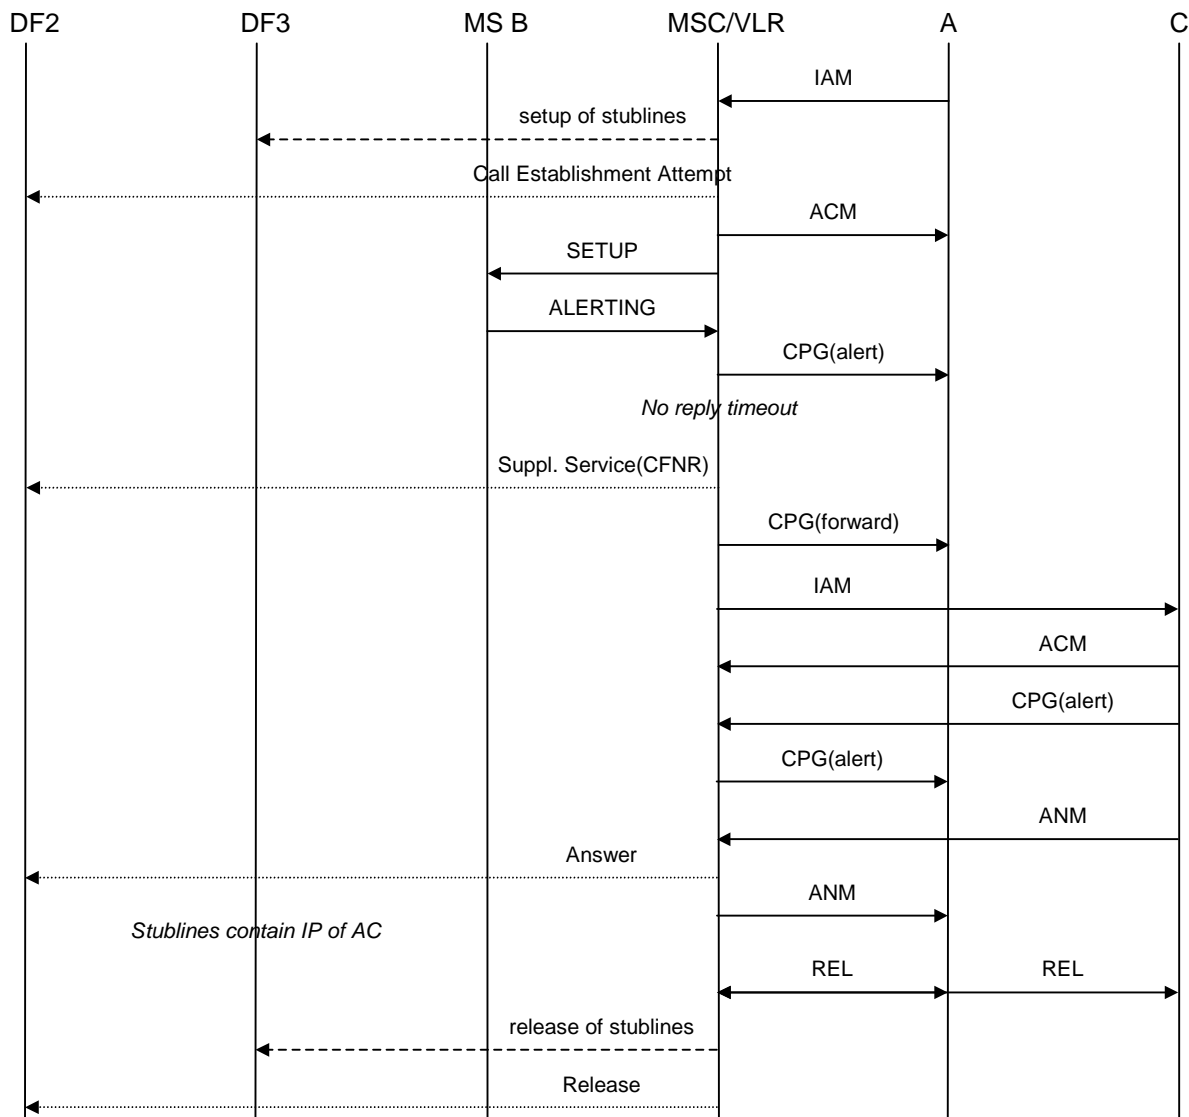 DF2 DF3 MS B MSC/VLR A C
IAM
setup of stublines
Call Establishment Attempt
ACM
SETUP
ALERTING
CPG(alert)
No reply timeout
Suppl. Service(CFNR)
CPG(forward)
IAM
ACM
CPG(alert)
CPG(alert)
ANM
Answer
ANM
Stublines contain IP of AC
REL REL
release of stublines
Release